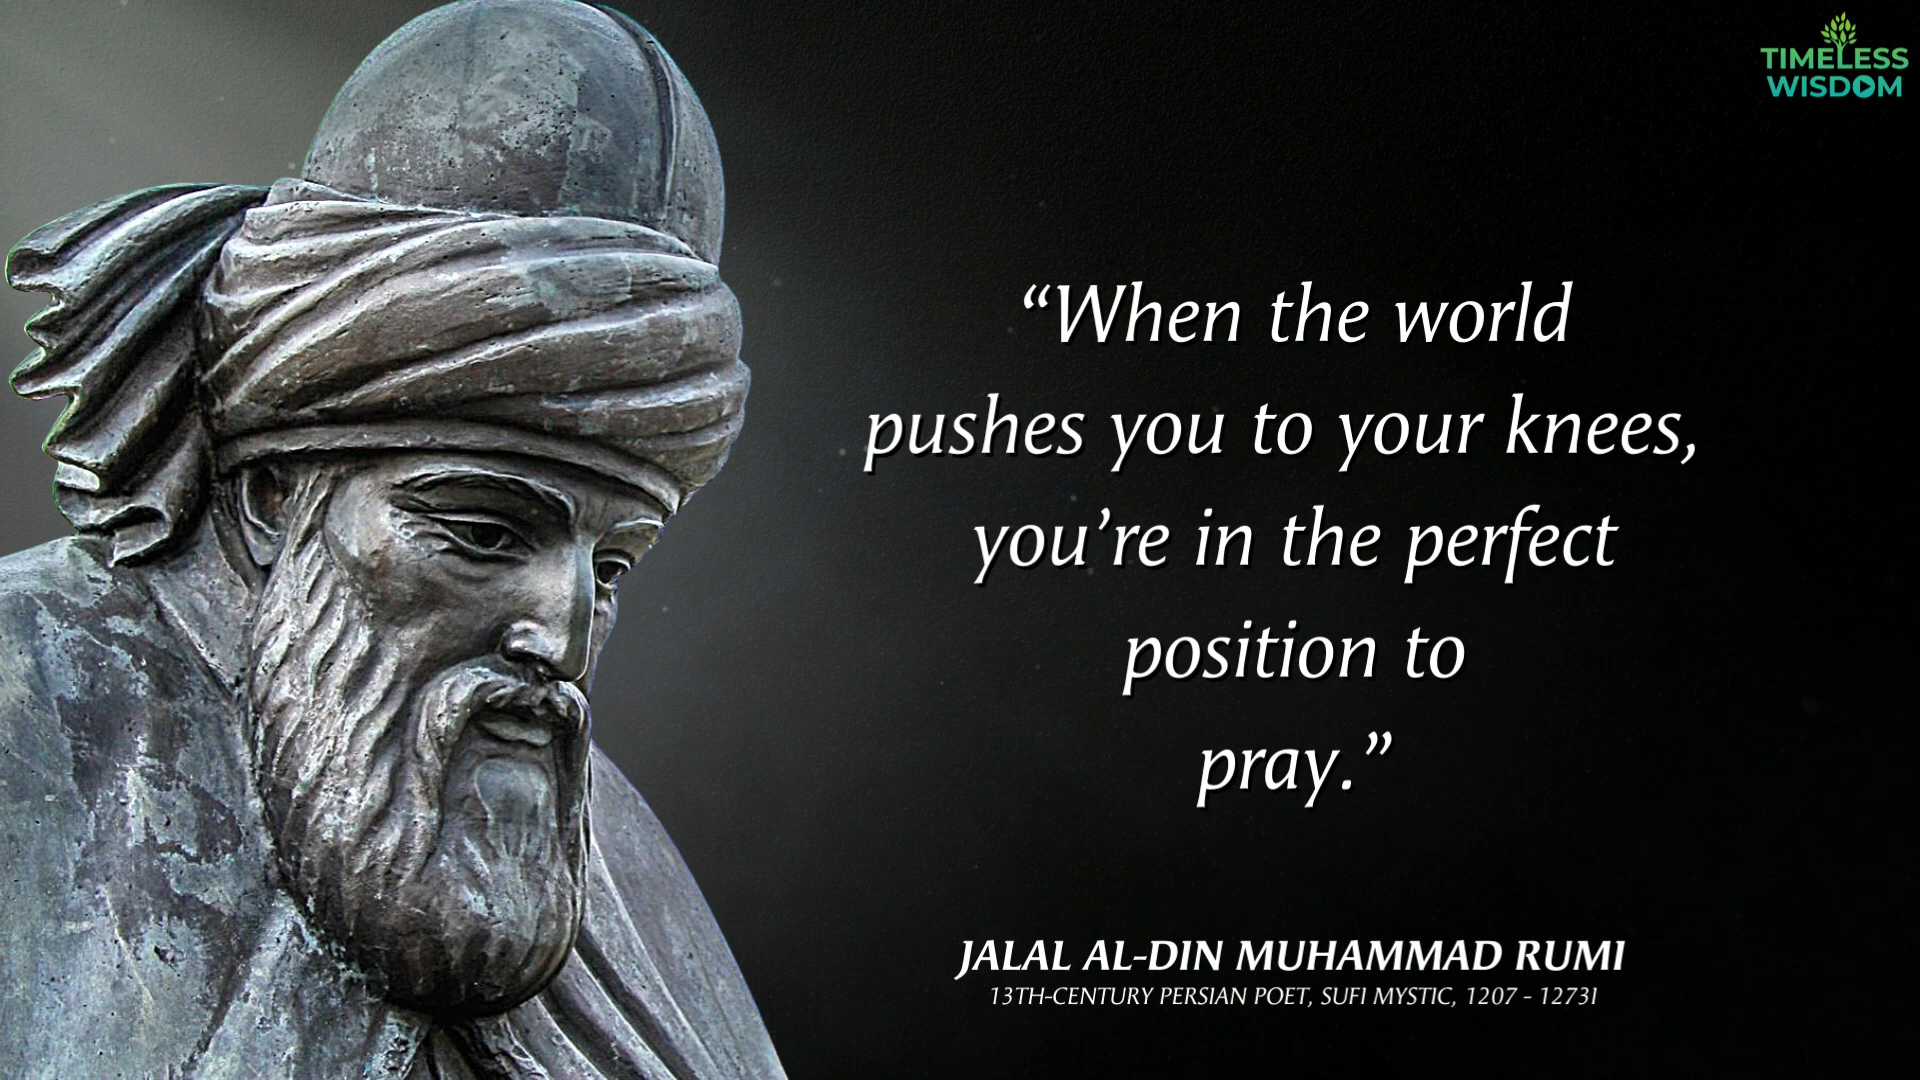 TIMELESS
WISDOM
“When the world
pushes you to your knees,
you’re in the perfect
position to
pray.”
JALAL AL-DIN MUHAMMAD RUMI
13TH-CENTURY PERSIAN POET, SUFI MYSTIC, 1207 - 1273I